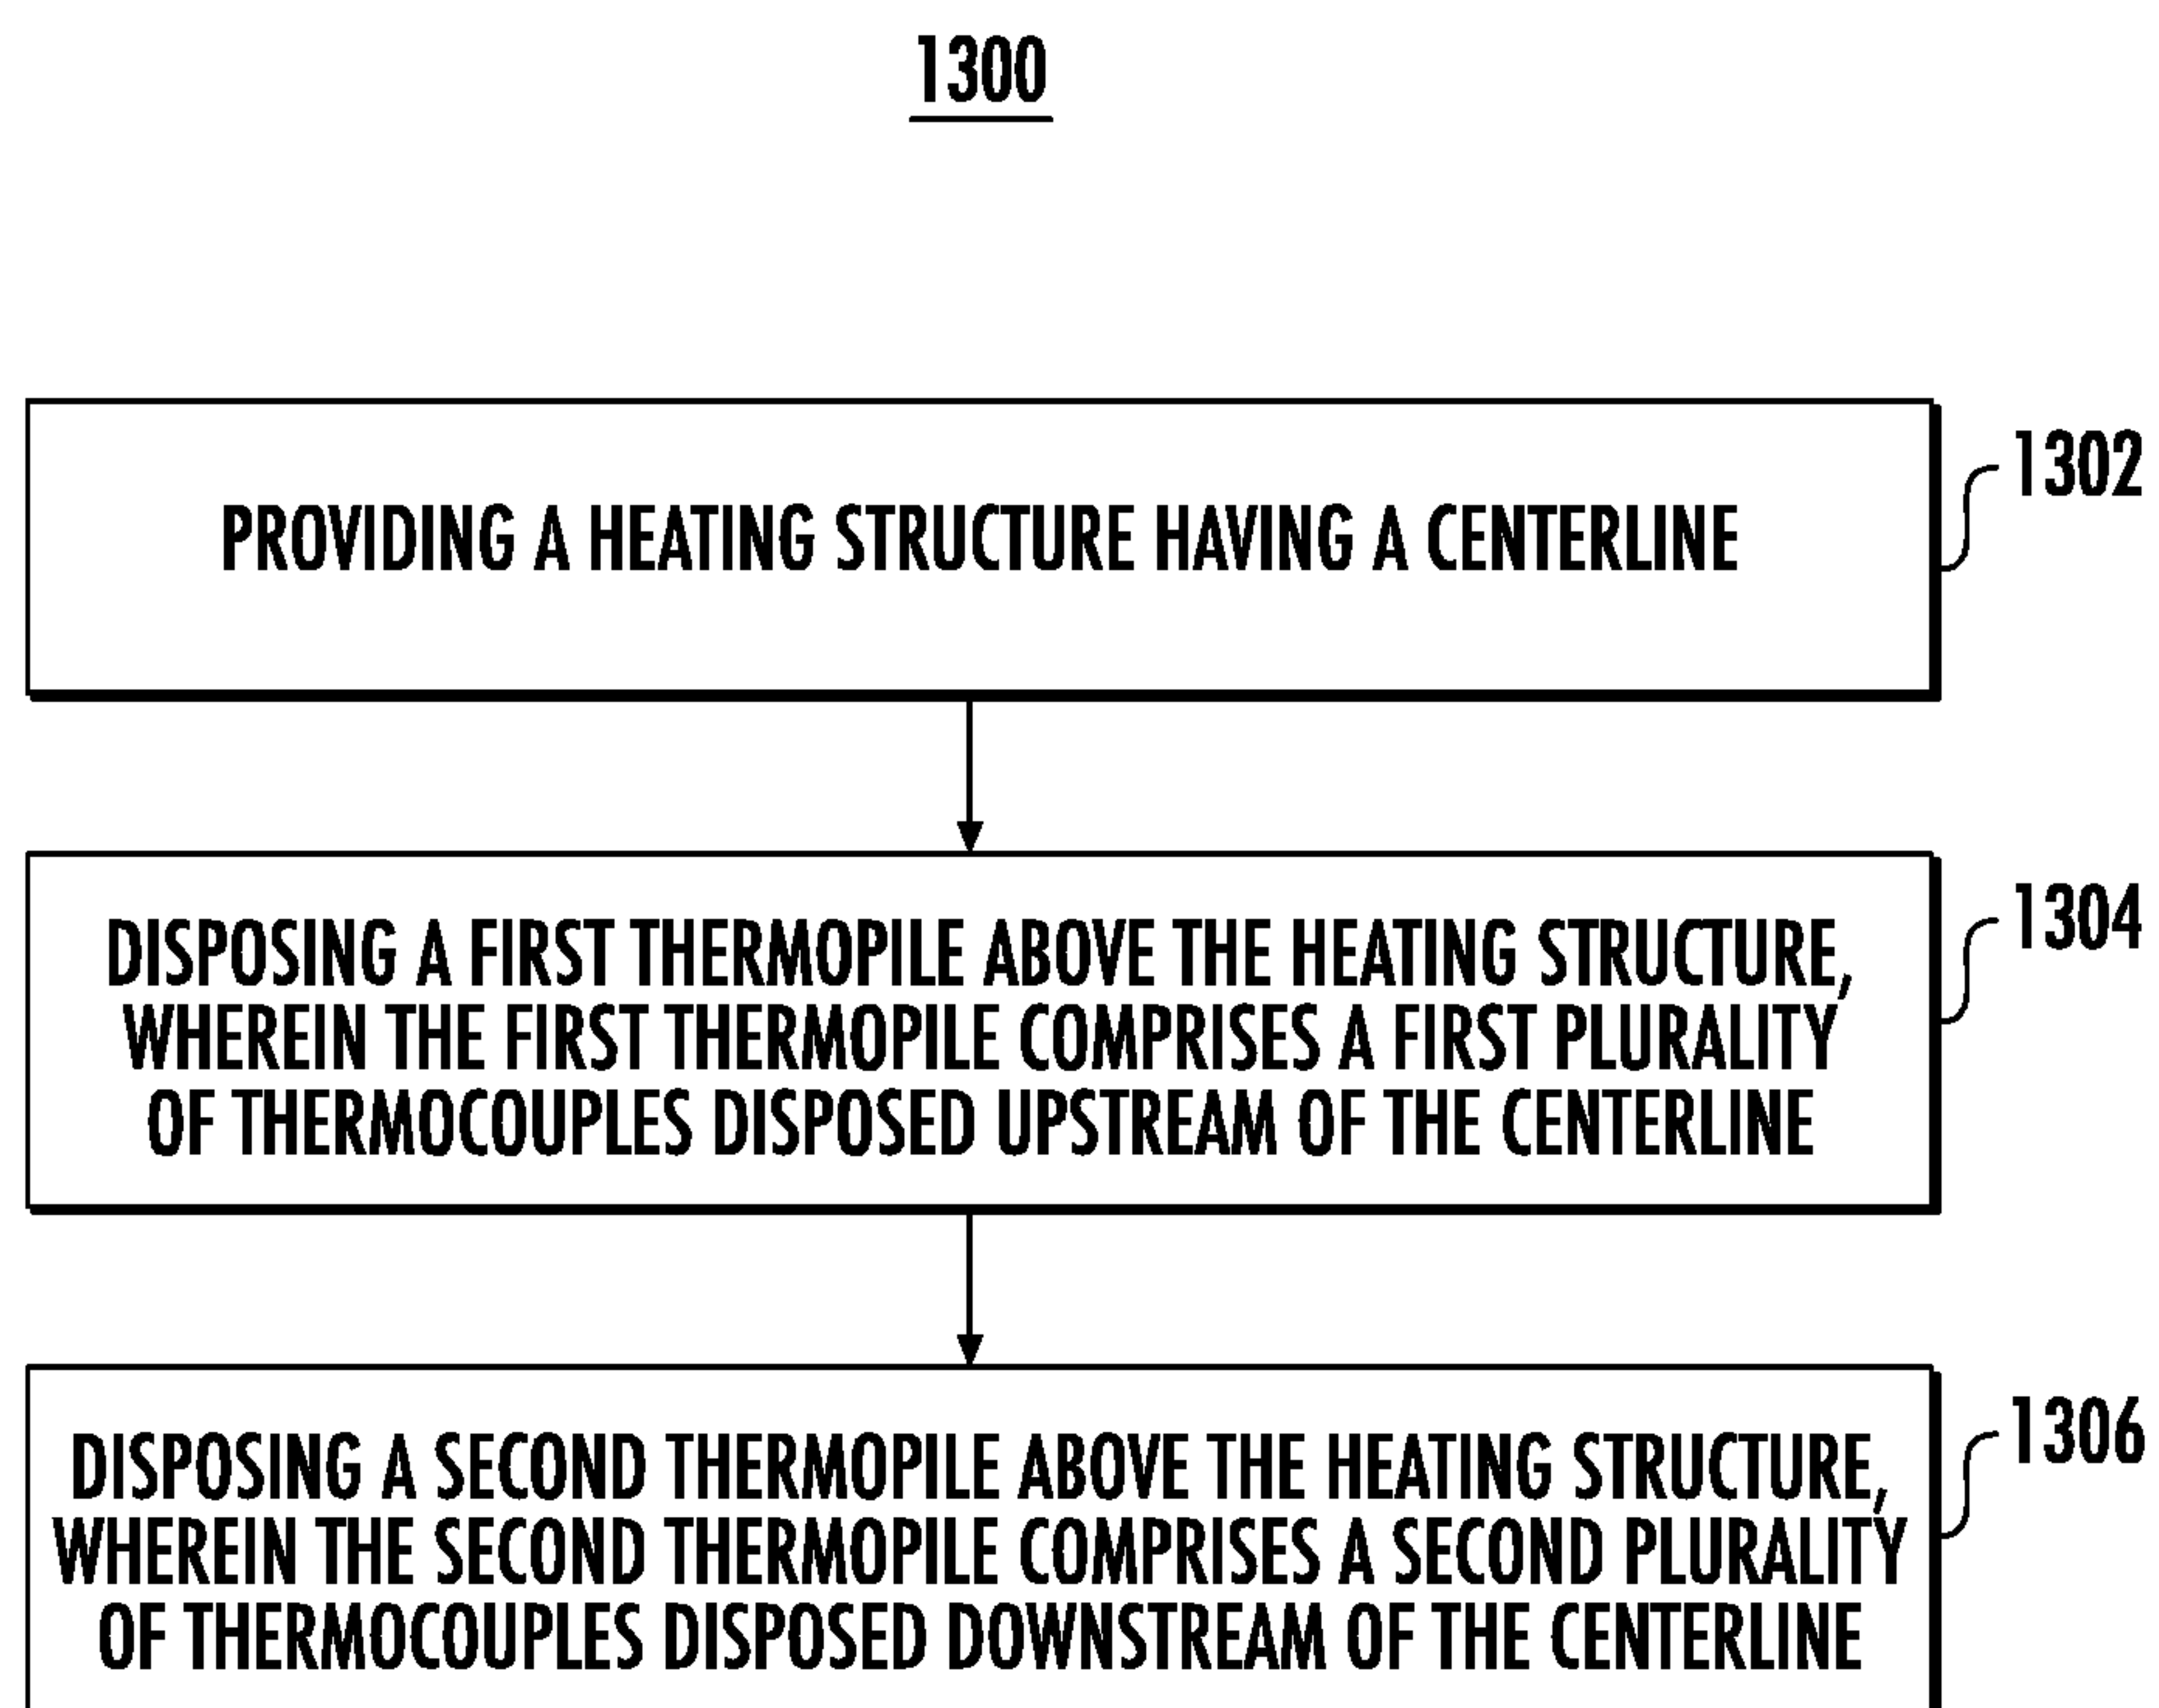 1300
PROVIDING A HEATING STRUCTURE HAVING A CENTERLINE
1302
DISPOSING A FIRST THERMOPILE ABOVE THE HEATING STRUCTURE,
WHEREIN THE FIRST THERMOPILE COMPRISES A FIRST PLURALITY
OF THERMOCOUPLES DISPOSED UPSTREAM OF THE CENTERLINE
1304
DISPOSING A SECOND THERMOPILE ABOVE THE HEATING STRUCTURE,
WHEREIN THE SECOND THERMOPILE COMPRISES A SECOND PLURALITY
OF THERMOCOUPLES DISPOSED DOWNSTREAM OF THE CENTERLINE
1306